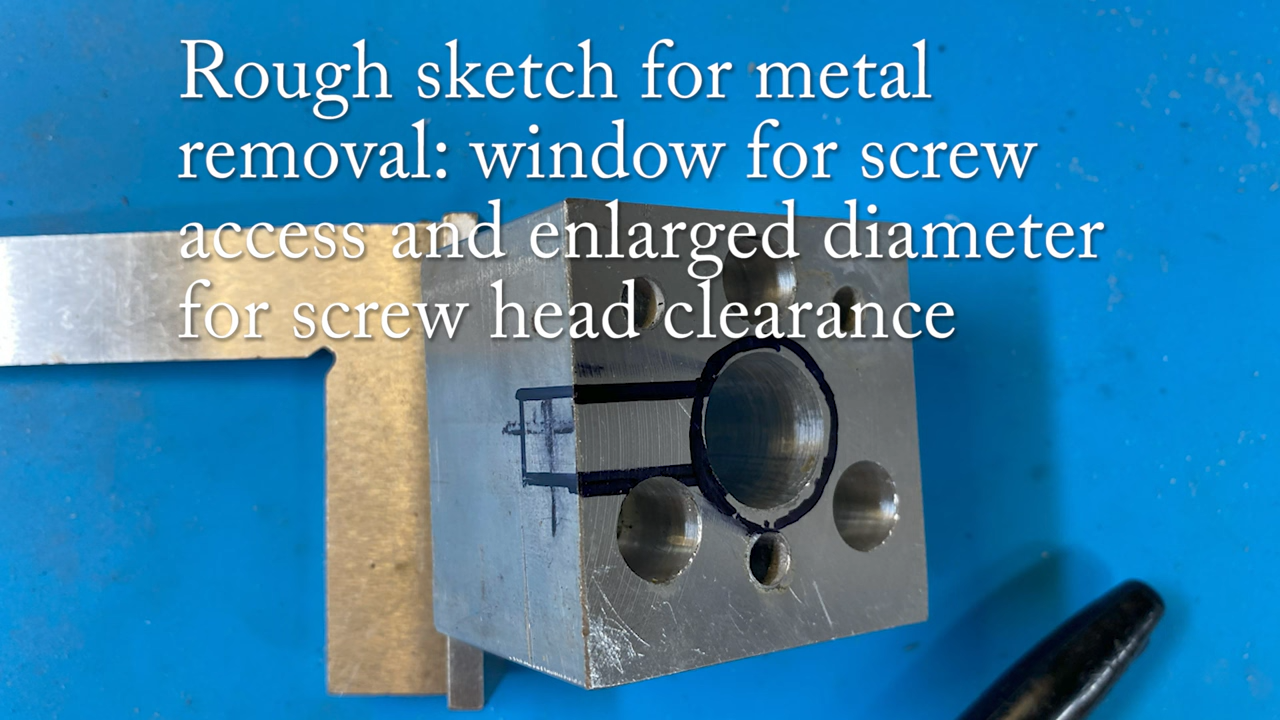 Rough sketch for metal
removal: window for screw
access and enlarged diameter
for screw head clearance